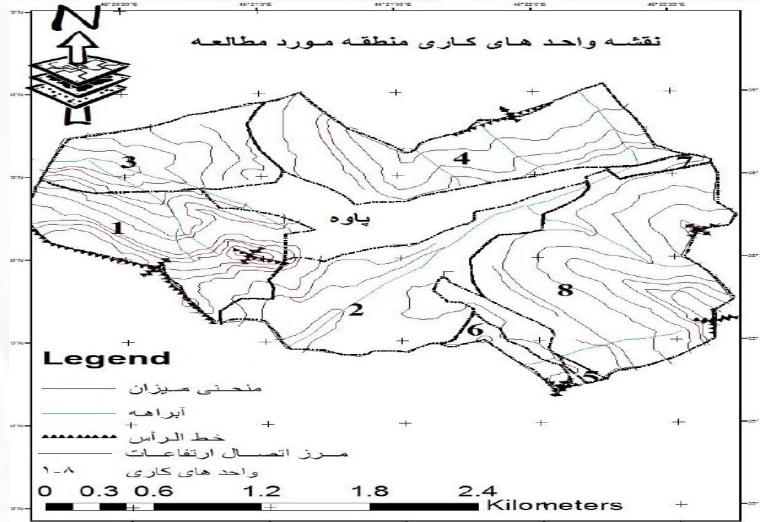 N
نقشه واحد های کاری منطقه مورد مطالعه
3
4
7
1
پاوه
2
8
6
5
Legend
منحنی میزان
آبراهه
خط الرأس
مرز اتصال ارتفاعات
۱-۸ واحد های کاری
0 0.3 0.6 1.2 1.8 2.4
Kilometers